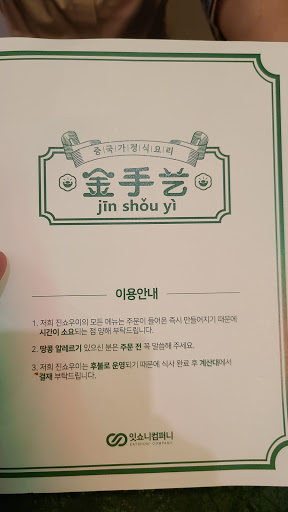 중국가정식요리
金手艺
jīn shǒu yì
이용안내
1. 저희 진쇼우이의 모든 메뉴는 주문이 들어온 즉시 만들어지기 때문에
시간이 소요되는 점 양해 부탁드립니다.
2. 땅콩 알레르기 있으신 분은 주문 전 꼭 말씀해 주세요.
3. 저희 진쇼우이는 후불로 운영되기 때문에 식사 완료 후 계산대에서
결제 부탁드립니다.
잇쇼니컴퍼니